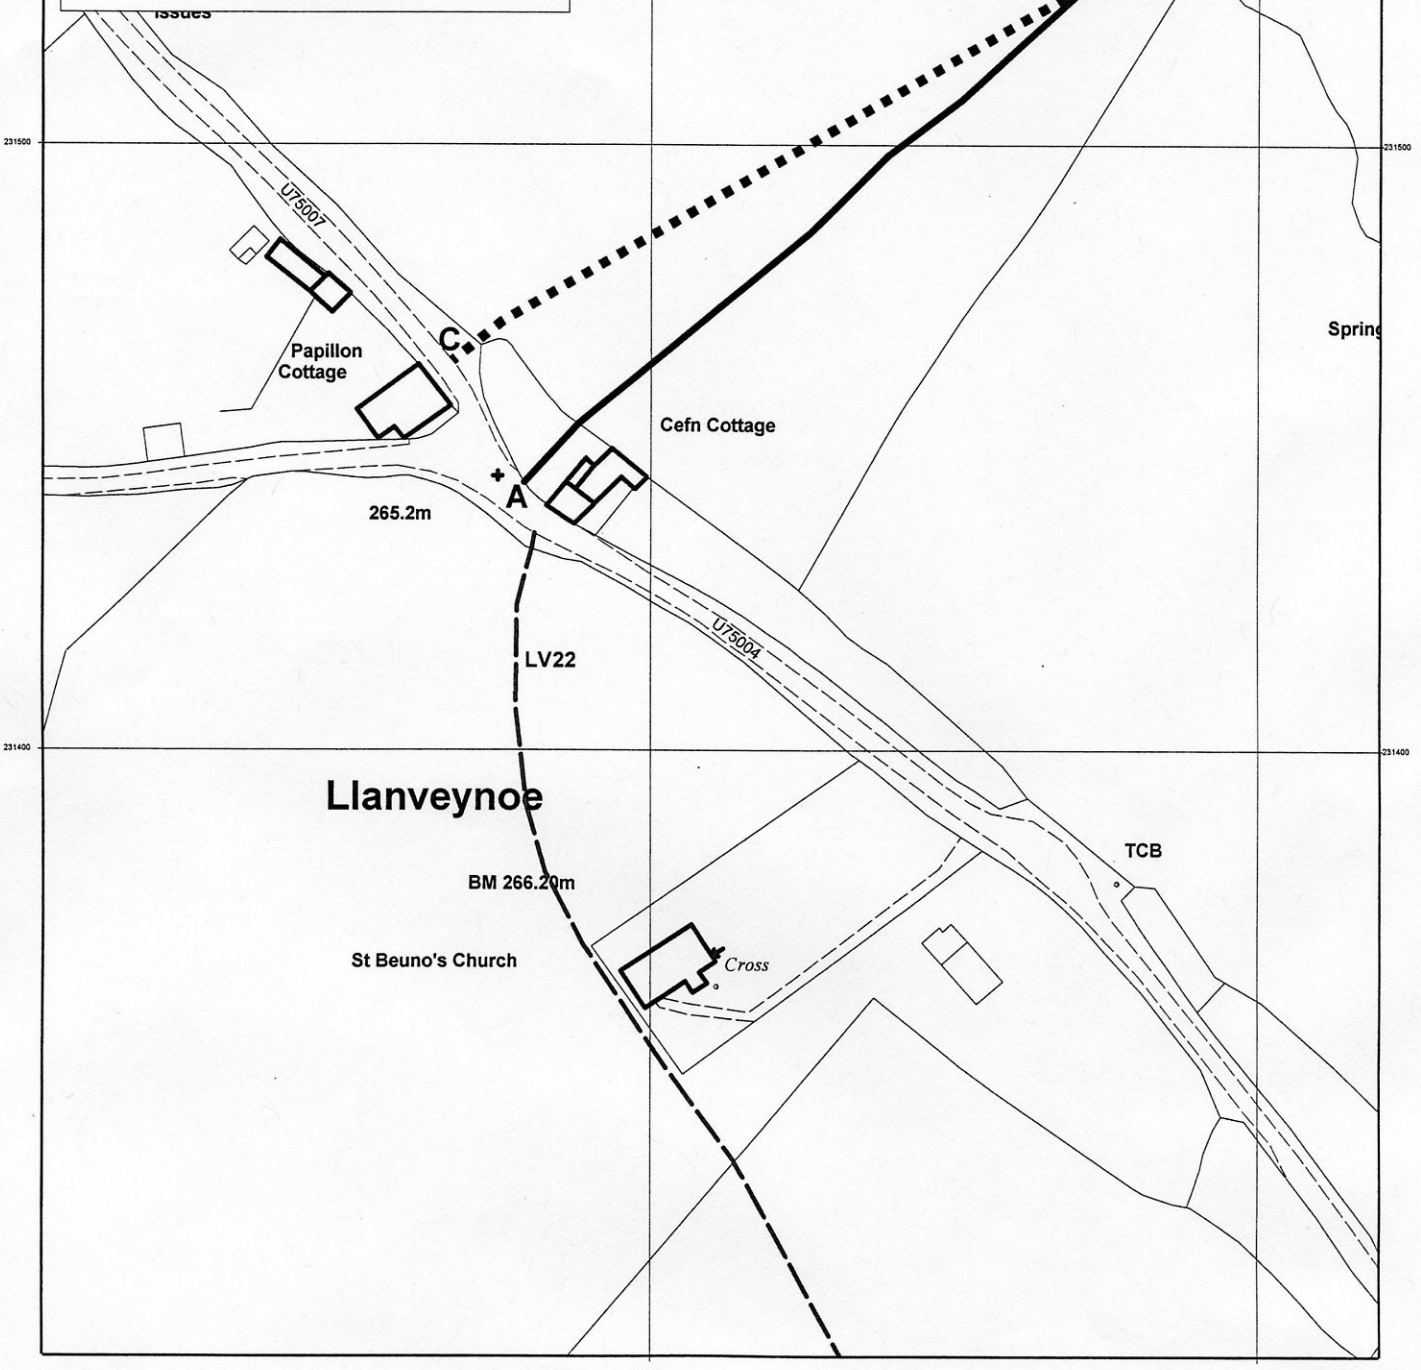 Issues
231500
231500
U75007
Spring
C
Papillon
Cottage
Cefn Cottage
A
265.2m
U75004
LV22
231400
231400
Llanveynoe
TCB
BM 266.20m
St Beuno's Church
Cross